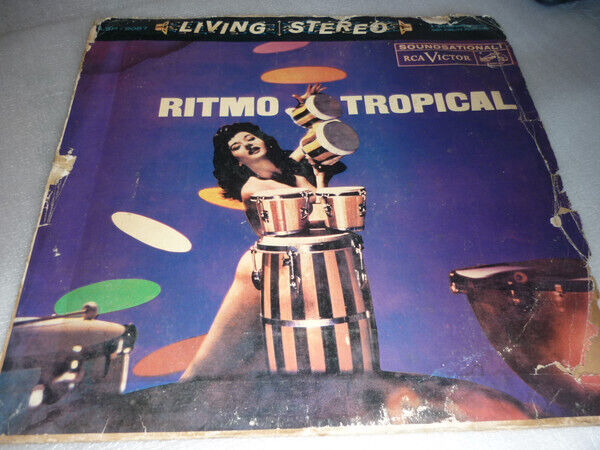 LIVING STEREO
SOUNDSATIONAL!
RCA VICTOR
RITMO TROPICAL